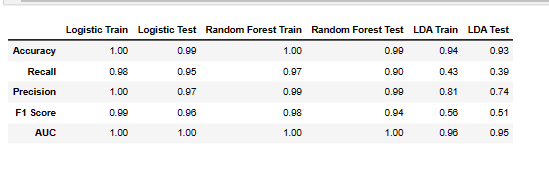 Logistic Train Logistic Test Random Forest Train Random Forest Test LDA Train LDA Test
Accuracy 1.00 0.99 1.00 0.99 0.94 0.93
Recall 0.98 0.95 0.97 0.90 0.43 0.39
Precision 1.00 0.97 0.99 0.99 0.81 0.74
F1 Score 0.99 0.96 0.98 0.94 0.56 0.51
AUC 1.00 1.00 1.00 1.00 0.96 0.95